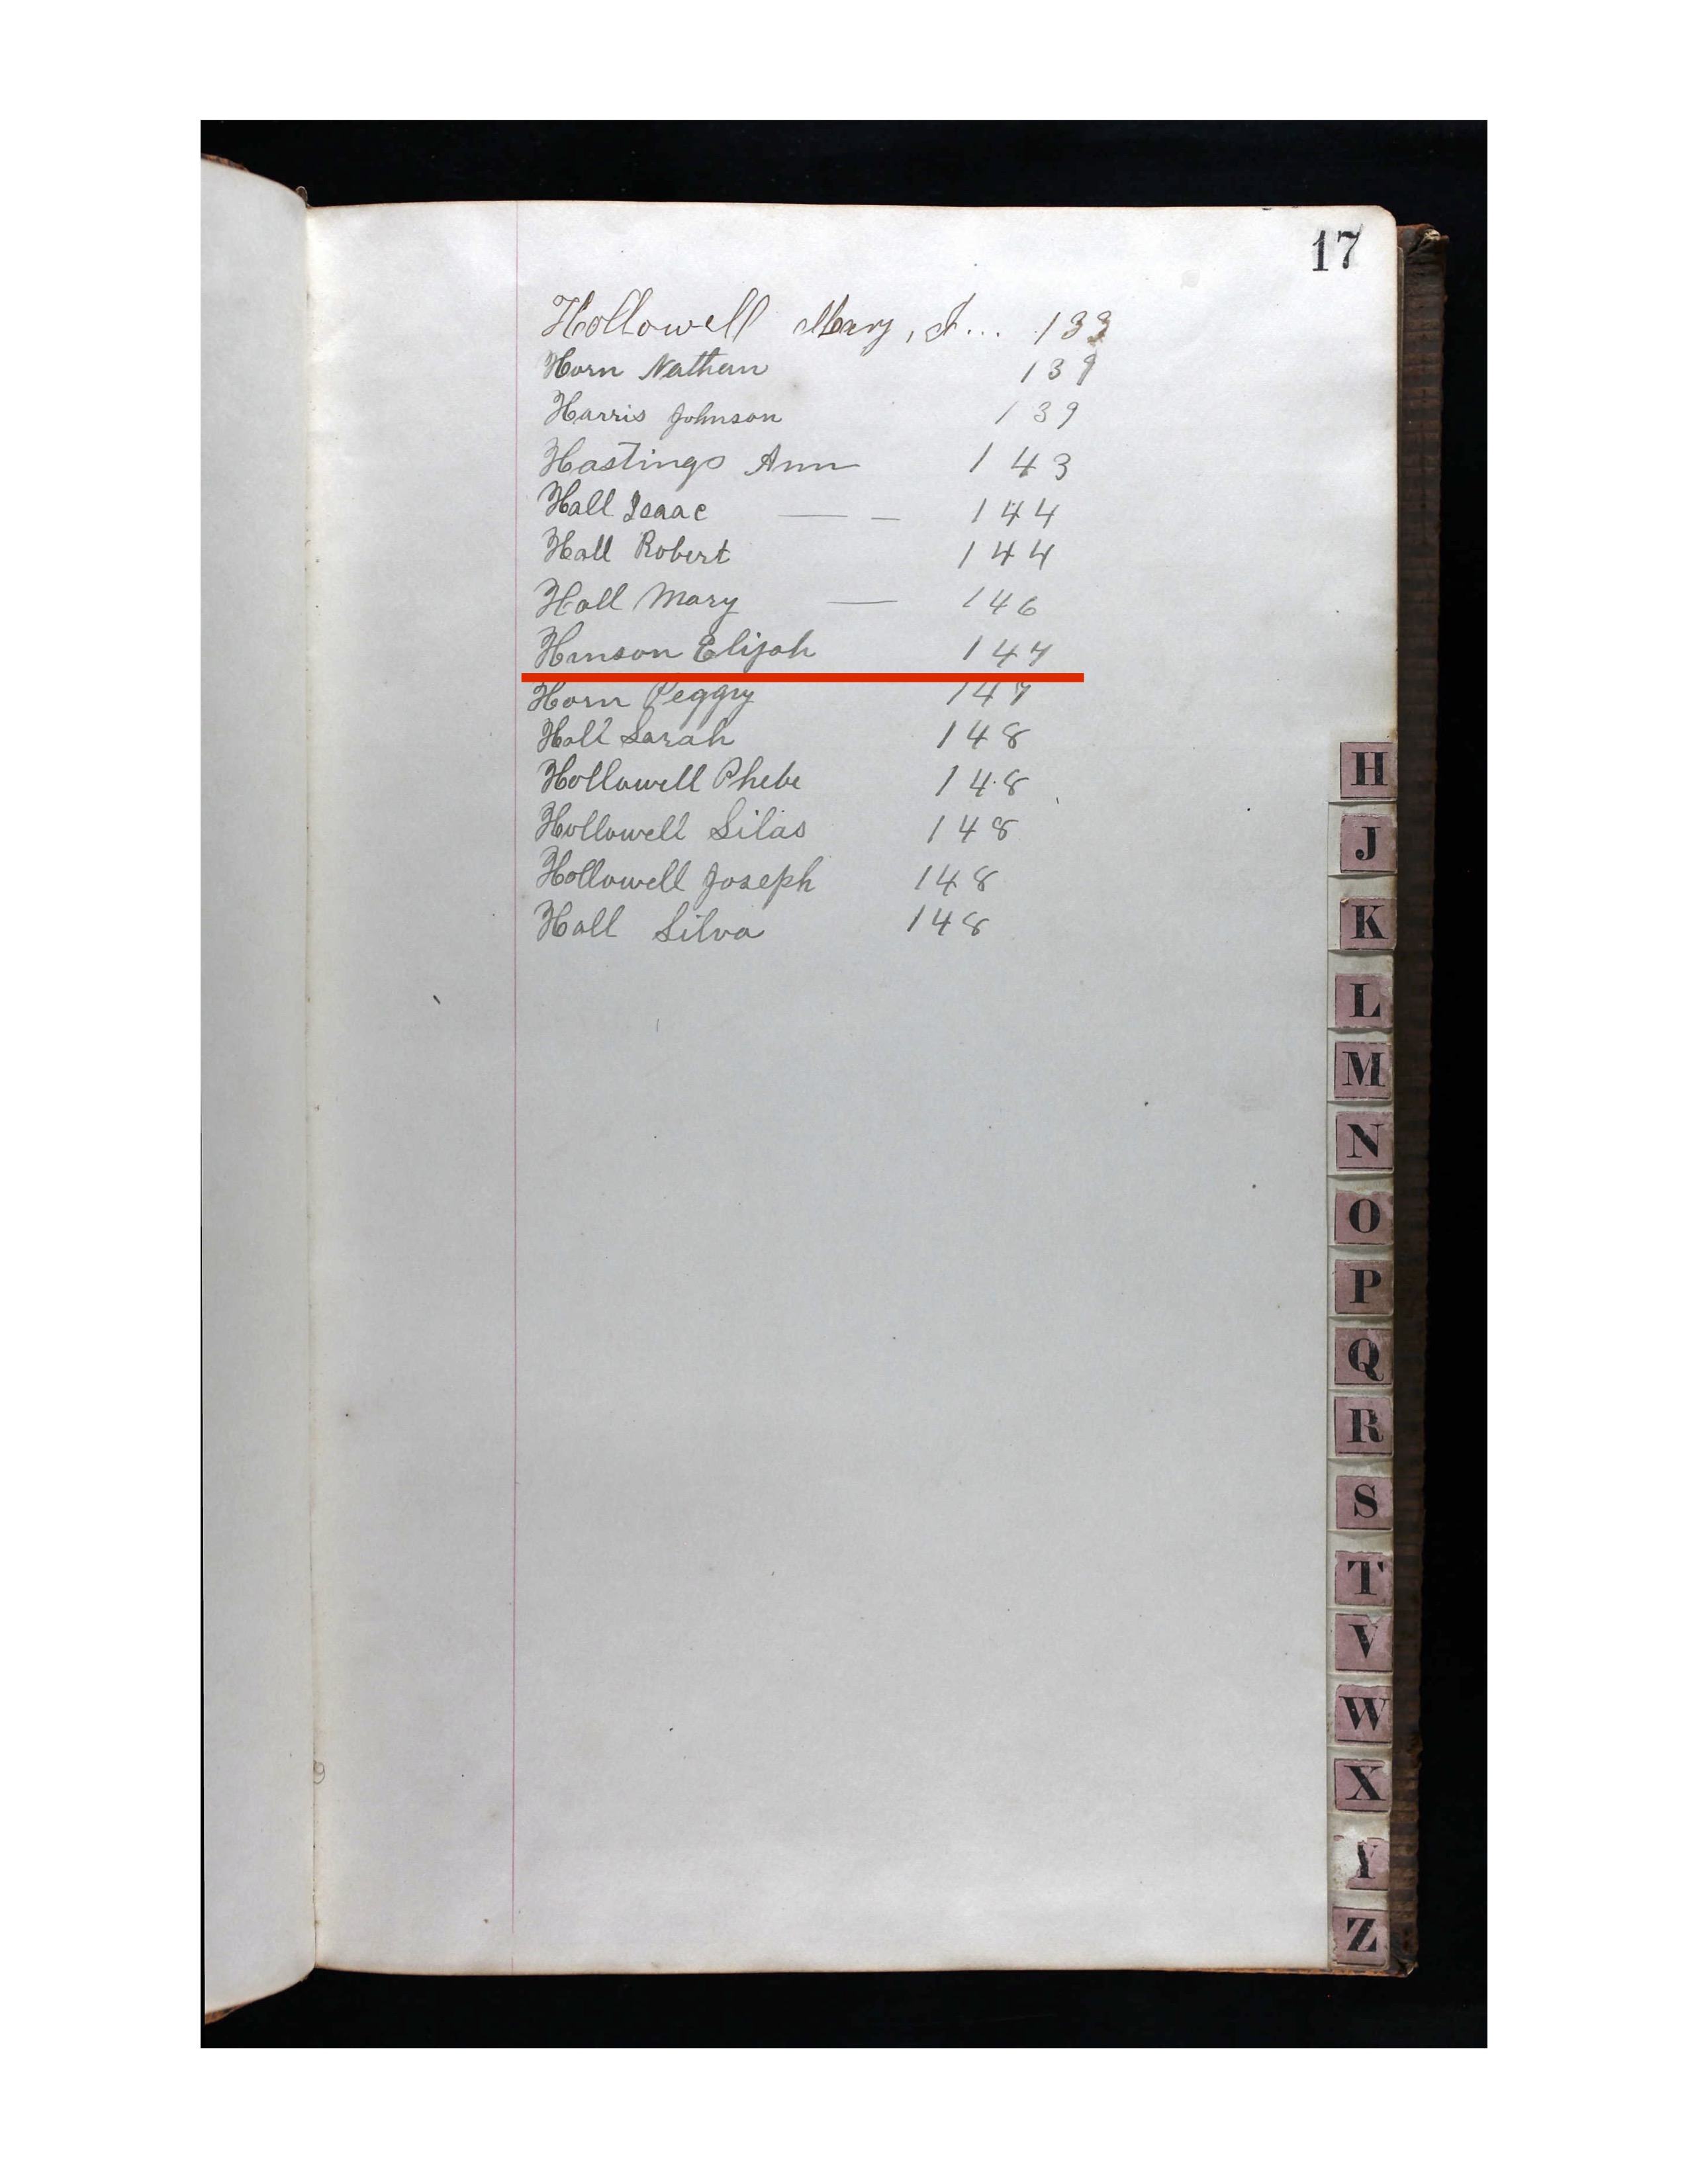 17
Hollowell Mary, A... 133
Horn Nathan 139
Harris Johnson 139
Hastings Ann 143
Hall Isaac — – 144
Hall Robert 144
Hall Mary — 146
Hinson Elijah 147
Horn Peggy 147
Holt Sarah 148
Hollowell Phebe 148
Hollowell Silas 148
Hollowell Joseph 148
Hall Silva 148
H
J
K
L
M
N
O
P
Q
R
S
T
V
W
X
Y
Z